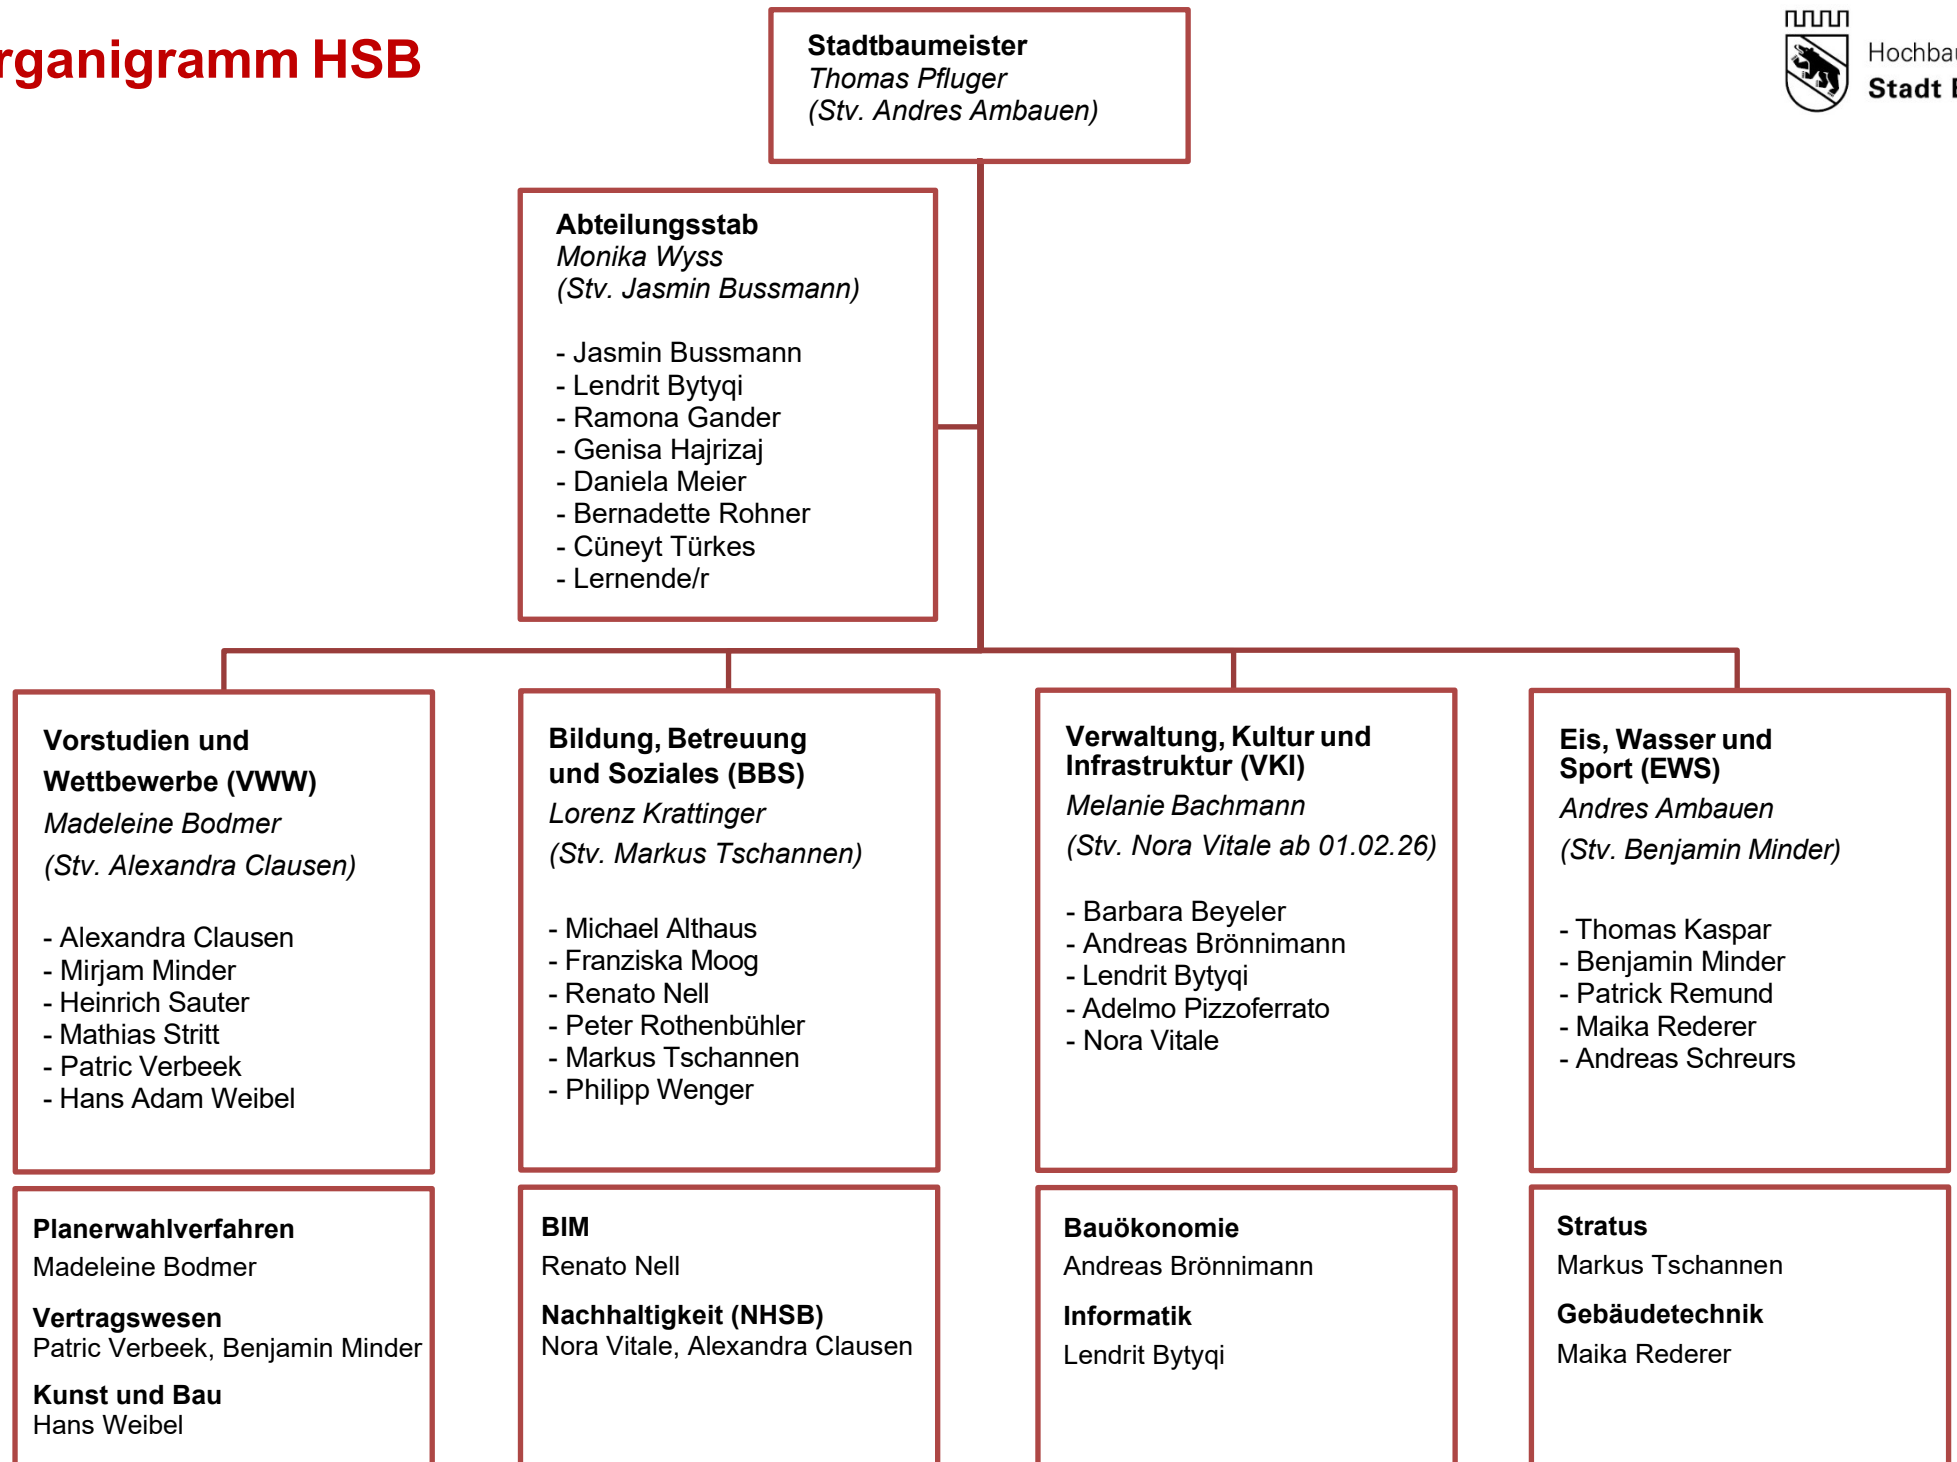 rganigramm HSB
Stadtbaumeister
Thomas Pfluger
(Stv. Andres Ambauen)
Hochbau
Stadt
Abteilungsstab
Monika Wyss
(Stv. Jasmin Bussmann)
- Jasmin Bussmann
- Lendrit Bytyqi
- Ramona Gander
- Genisa Hajrizaj
- Daniela Meier
- Bernadette Rohner
- Cüneyt Türkes
- Lernende/r
Vorstudien und
Wettbewerbe (VWW)
Madeleine Bodmer
(Stv. Alexandra Clausen)
- Alexandra Clausen
- Mirjam Minder
- Heinrich Sauter
- Mathias Stritt
- Patric Verbeek
- Hans Adam Weibel
Bildung, Betreuung
und Soziales (BBS)
Lorenz Krattinger
(Stv. Markus Tschannen)
- Michael Althaus
- Franziska Moog
- Renato Nell
- Peter Rothenbühler
- Markus Tschannen
- Philipp Wenger
Verwaltung, Kultur und
Infrastruktur (VKI)
Melanie Bachmann
(Stv. Nora Vitale ab 01.02.26)
- Barbara Beyeler
- Andreas Brönnimann
- Lendrit Bytyqi
- Adelmo Pizzoferrato
- Nora Vitale
Eis, Wasser und
Sport (EWS)
Andres Ambauen
(Stv. Benjamin Minder)
- Thomas Kaspar
- Benjamin Minder
- Patrick Remund
- Maika Rederer
- Andreas Schreurs
Planerwahlverfahren
Madeleine Bodmer
Vertragswesen
Patric Verbeek, Benjamin Minder
Kunst und Bau
Hans Weibel
BIM
Renato Nell
Nachhaltigkeit (NHSB)
Nora Vitale, Alexandra Clausen
Bauökonomie
Andreas Brönnimann
Informatik
Lendrit Bytyqi
Stratus
Markus Tschannen
Gebäudetechnik
Maika Rederer